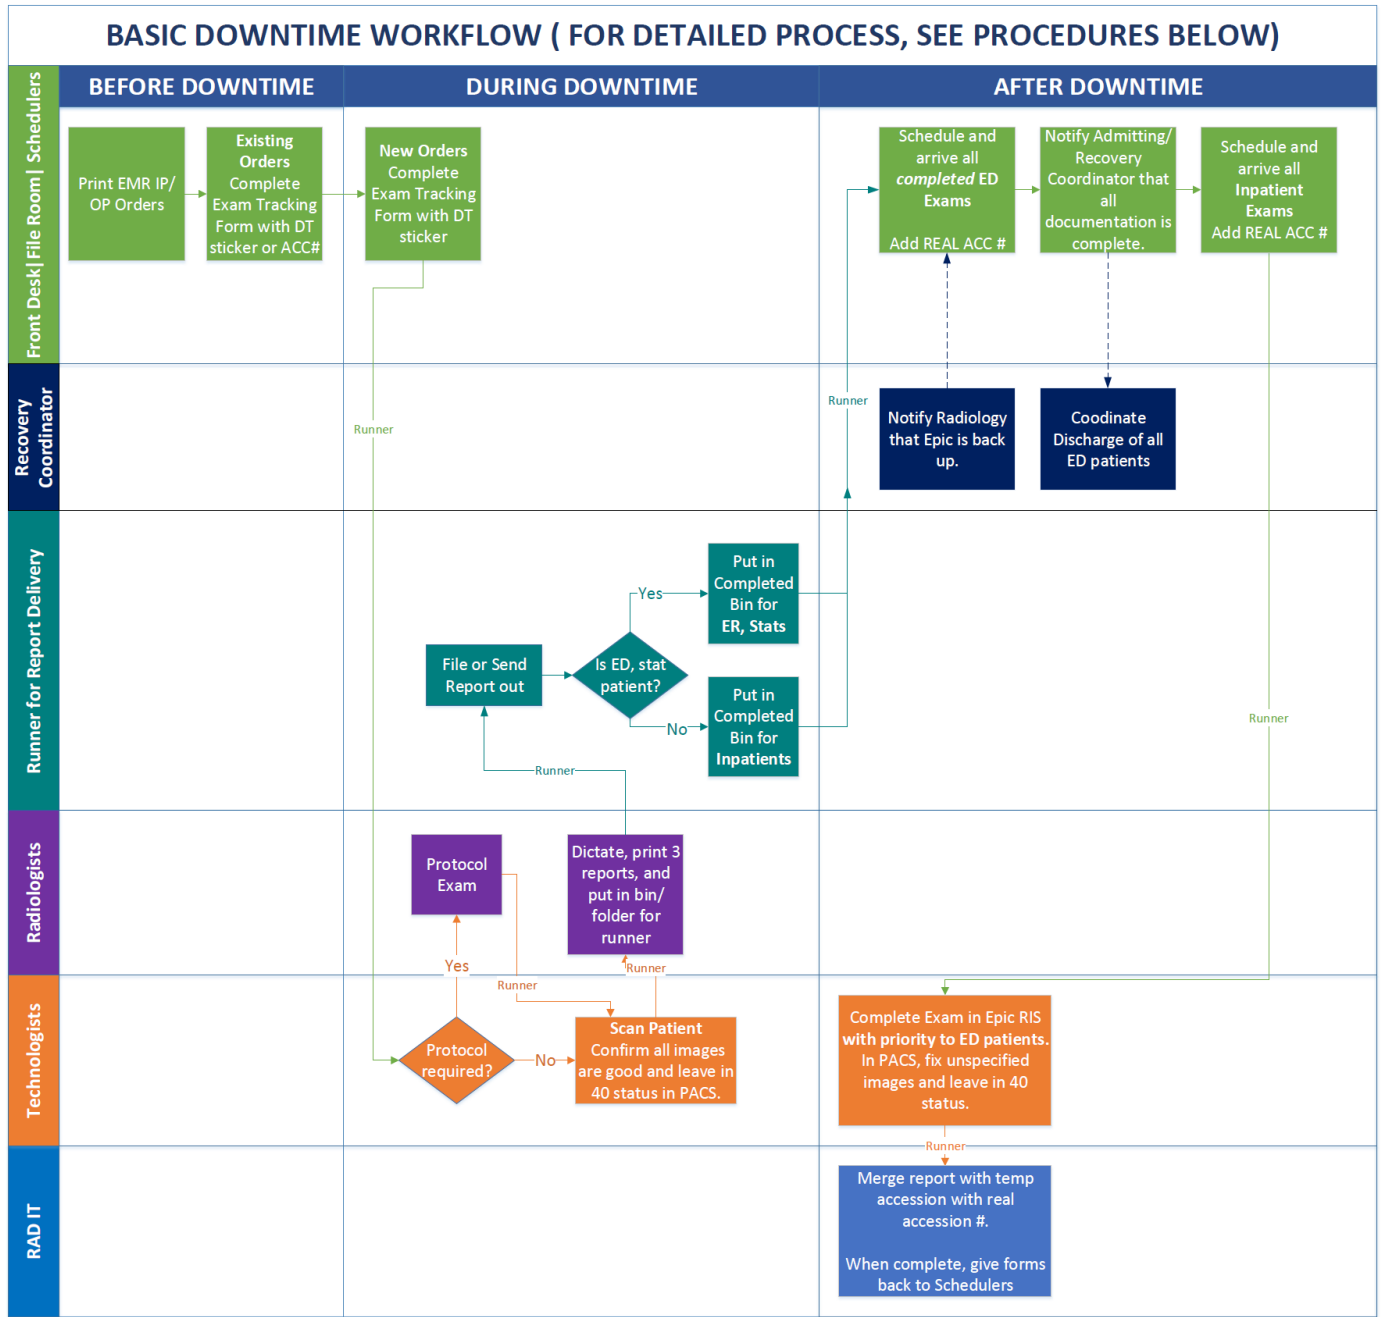 BASIC DOWNTIME WORKFLOW ( FOR DETAILED PROCESS, SEE PROCEDURES BELOW)
BEFORE DOWNTIME
DURING DOWNTIME
AFTER DOWNTIME
Front Desk| File Room| Schedulers
Print EMR IP/
OP Orders
Existing
Orders
Complete
Exam Tracking
Form with DT
sticker or ACC#
New Orders
Complete
Exam Tracking
Form with DT
sticker
Schedule and
arrive all
completed ED
Exams
Add REAL ACC #
Notify Admitting/
Recovery
Coordinator that
all
documentation is
complete.
Schedule and
arrive all
Inpatient
Exams
Add REAL ACC #
Recovery
Coordinator
Runner
Runner
Notify Radiology
that Epic is back
up.
Coodinate
Discharge of all
ED patients
Runner for Report Delivery
File or Send
Report out
Is ED, stat
patient?
Yes
No
Put in
Completed
Bin for
ER, Stats
Put in
Completed
Bin for
Inpatients
Runner
Runner
Radiologists
Protocol
Exam
Dictate, print 3
reports, and
put in bin/
folder for
runner
Yes
Runner
Runner
Technologists
Protocol
required?
No
Scan Patient
Confirm all images
are good and leave in
40 status in PACS.
Complete Exam in Epic RIS
with priority to ED patients.
In PACS, fix unspecified
images and leave in 40
status.
Runner
RAD IT
Merge report with temp
accession with real
accession #.
When complete, give forms
back to Schedulers